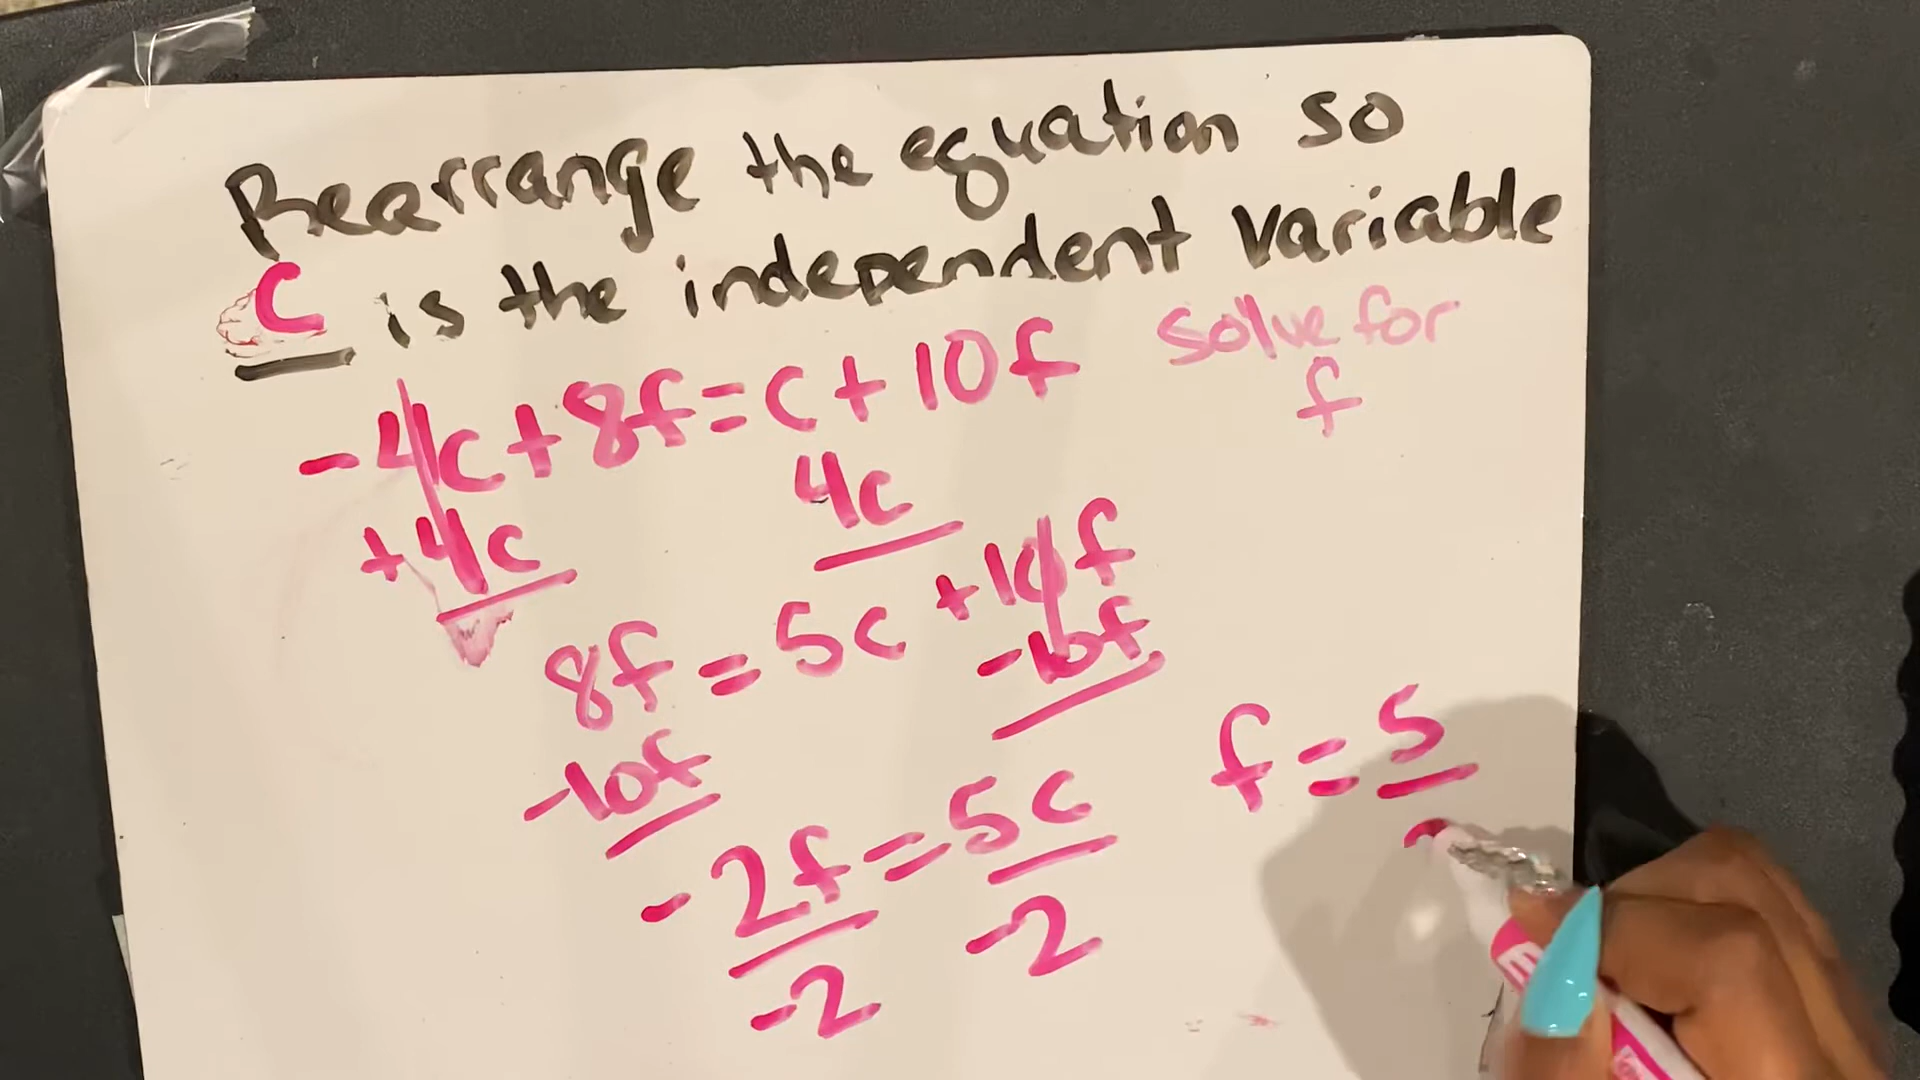 Rearrange the equation so
C is the independent variable
solve for
f
-4c+8f=c+10f
+4c 4c
8f=5c+10f
-10f -10f
-2f=5c
-2 -2
f=5